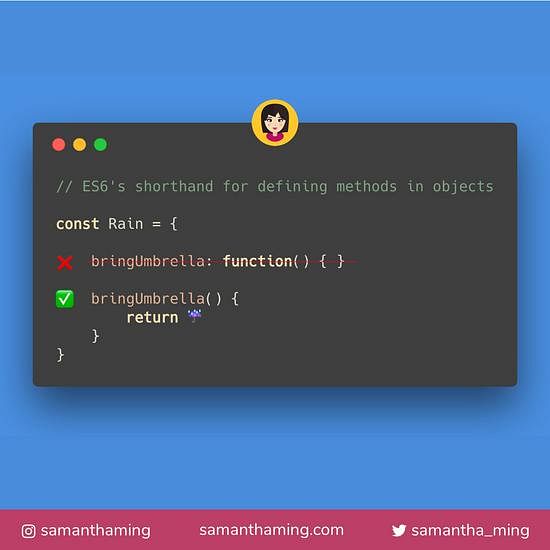 // ES6's shorthand for defining methods in objects
const Rain = {
❌ bringUmbrella: function() { }
✅ bringUmbrella() {
return ☔
}
}
samanthaming samanthaming.com samantha_ming